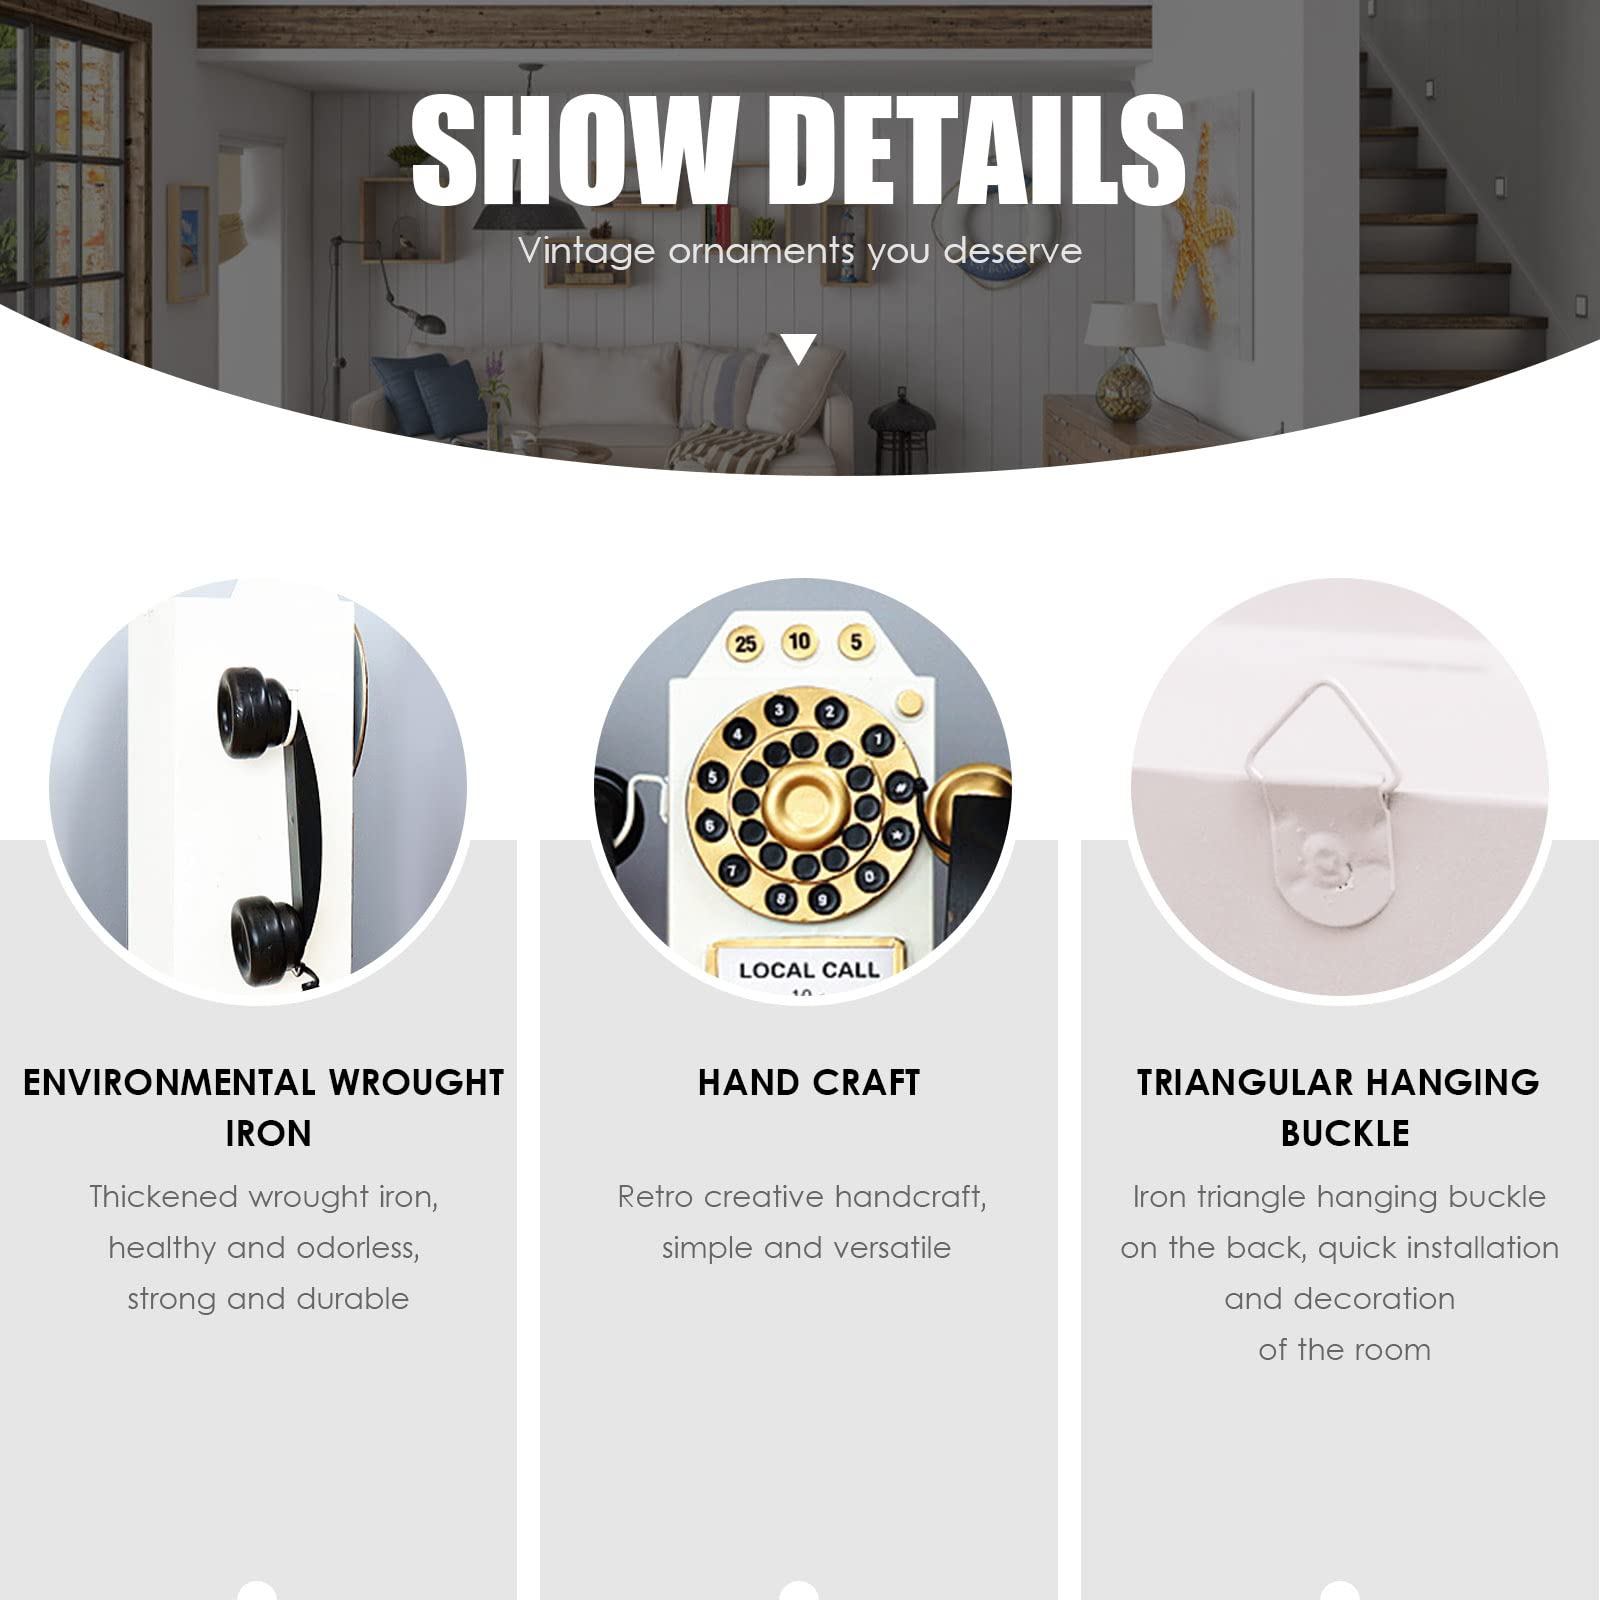 SHOW DETAILS
Vintage ornaments you deserve
25 10 5
3 2
4 1
5 #
6 *
7 0
8 9
LOCAL CALL
ENVIRONMENTAL WROUGHT
IRON
Thickened wrought iron,
healthy and odorless,
strong and durable
HAND CRAFT
Retro creative handcraft,
simple and versatile
TRIANGULAR HANGING
BUCKLE
Iron triangle hanging buckle
on the back, quick installation
and decoration
of the room